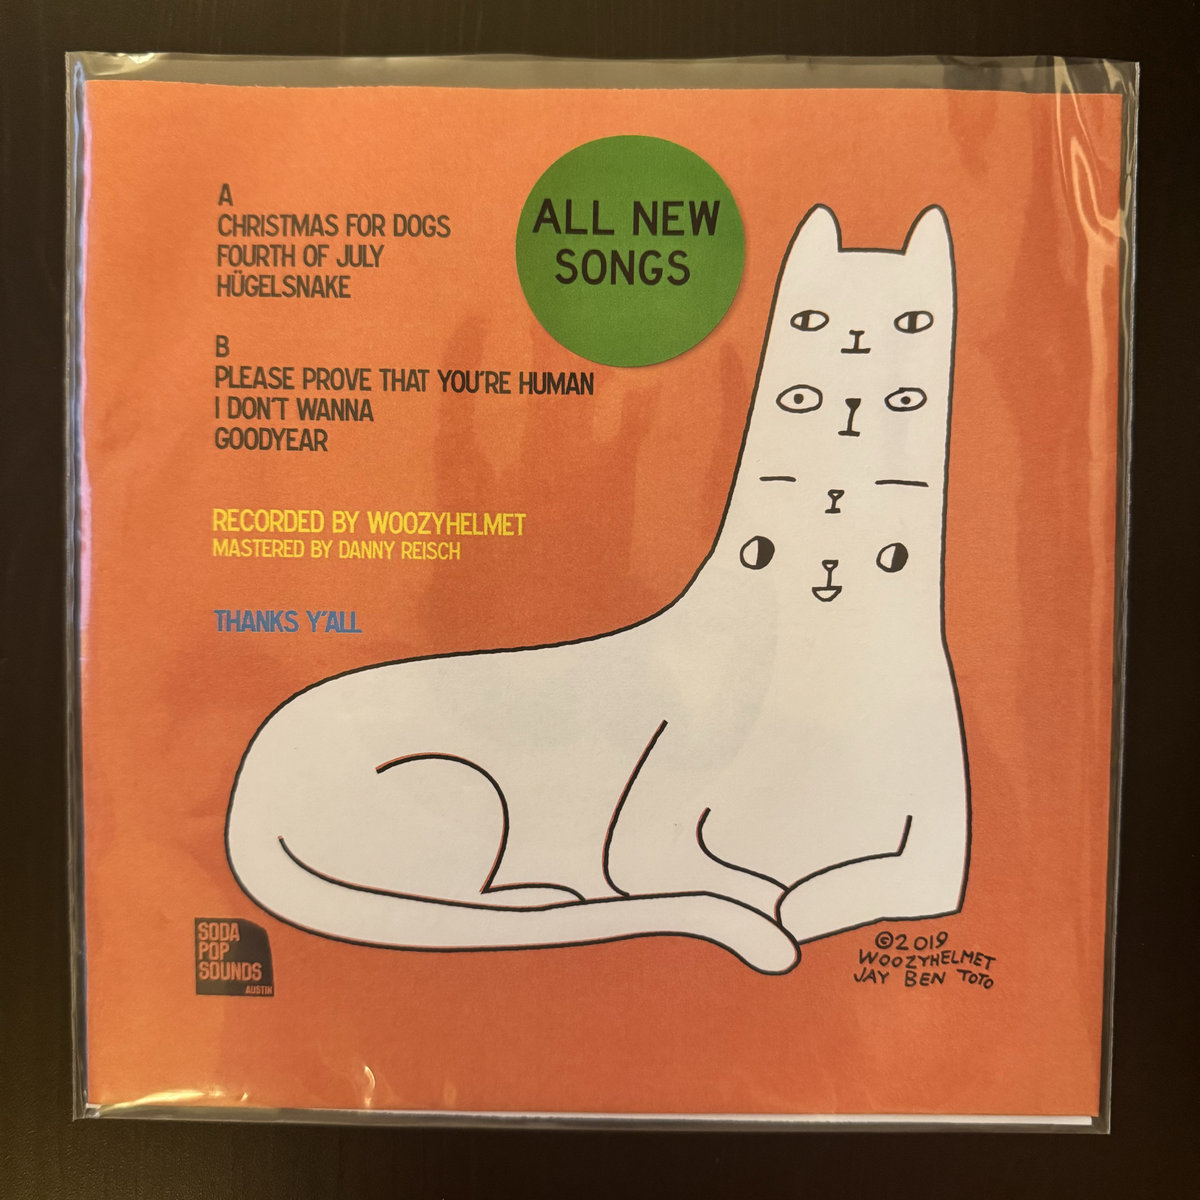 A
CHRISTMAS FOR DOGS
FOURTH OF JULY
HÜGELSNAKE
B
PLEASE PROVE THAT YOU'RE HUMAN
I DON'T WANNA
GOODYEAR
RECORDED BY WOOZYHELMET
MASTERED BY DANNY REISCH
THANKS Y'ALL
ALL NEW
SONGS
SODA
POP
SOUNDS
AUSTIN
©2019
WOOZYHELMET
JAY BEN TOTO